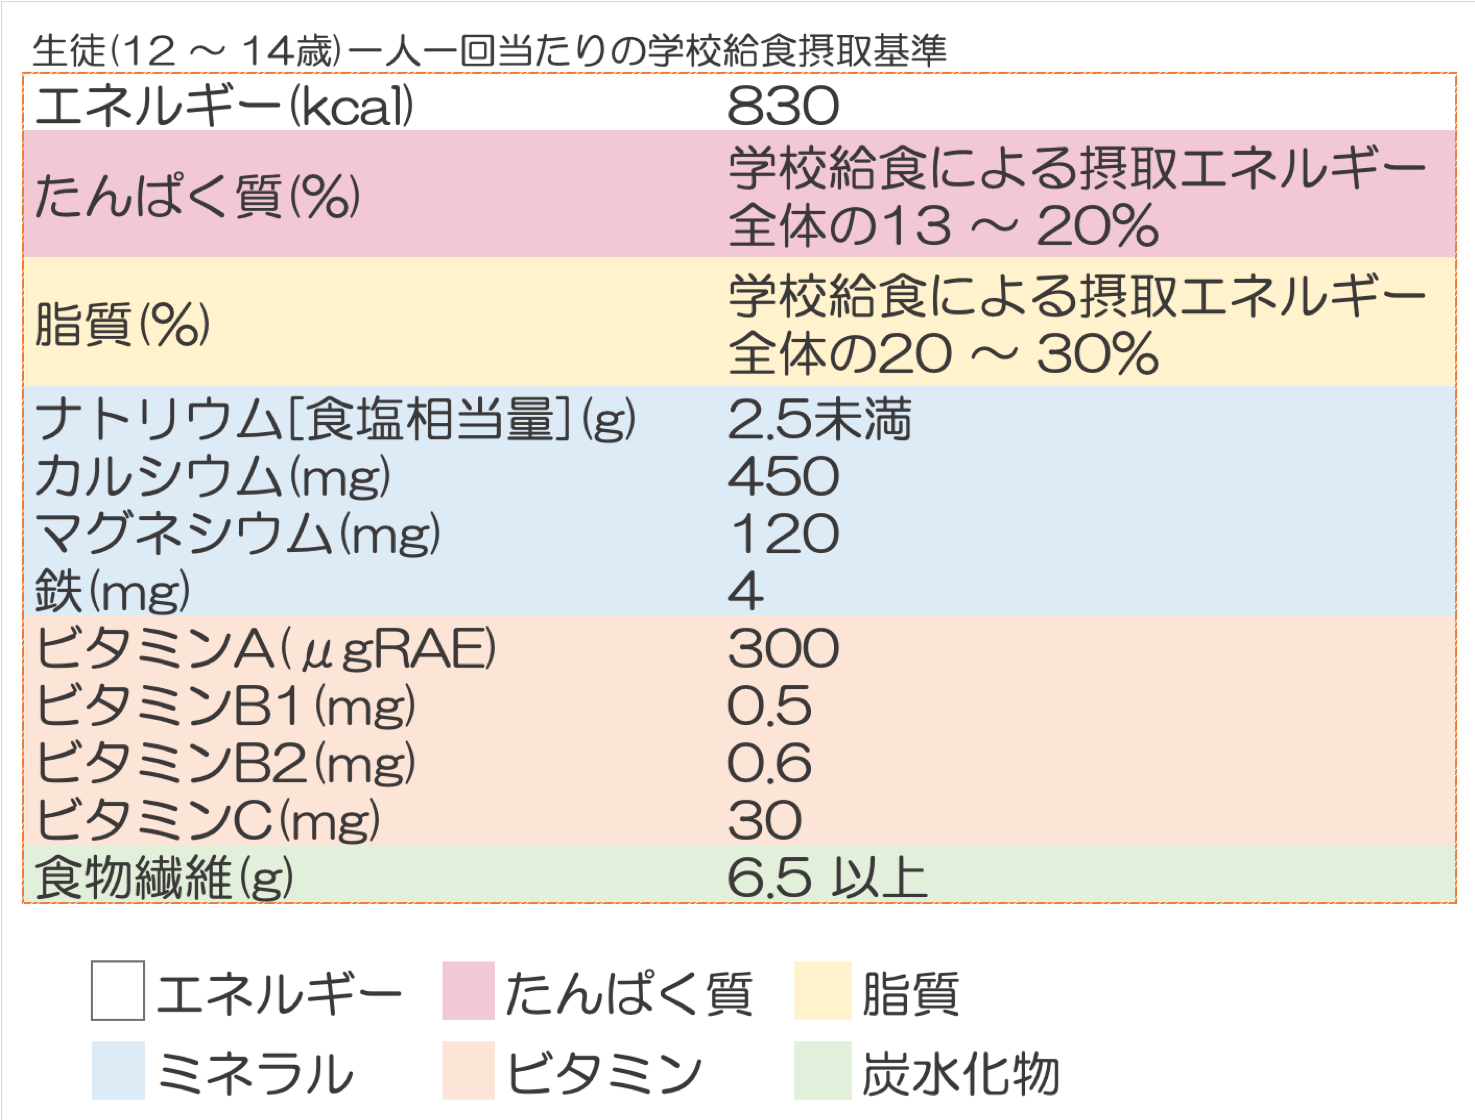 生徒(12 ～ 14歳)一人一回当たりの学校給食摂取基準
エネルギー(kcal) 830
たんぱく質(%) 学校給食による摂取エネルギー
全体の13 ～ 20%
脂質(%) 学校給食による摂取エネルギー
全体の20 ～ 30%
ナトリウム[食塩相当量](g) 2.5未満
カルシウム(mg) 450
マグネシウム(mg) 120
鉄(mg) 4
ビタミンA(μgRAE) 300
ビタミンB1(mg) 0.5
ビタミンB2(mg) 0.6
ビタミンC(mg) 30
食物繊維(g) 6.5 以上
エネルギー たんぱく質 脂質
ミネラル ビタミン 炭水化物